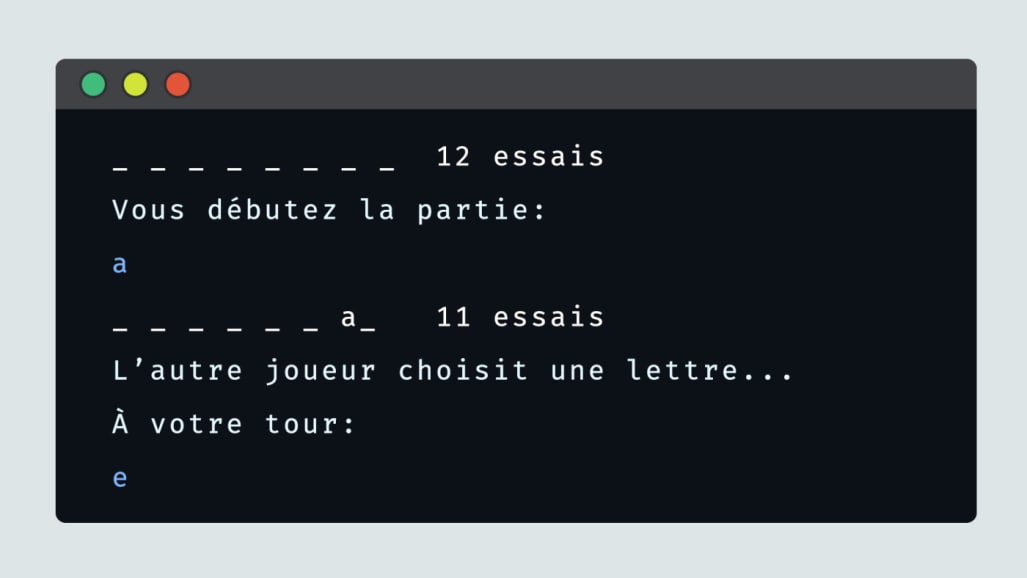 _ _ _ _ _ _ _ _  12 essais
Vous débutez la partie:
a
_ _ _ _ _ _ a_   11 essais
L’autre joueur choisit une lettre...
À votre tour:
e